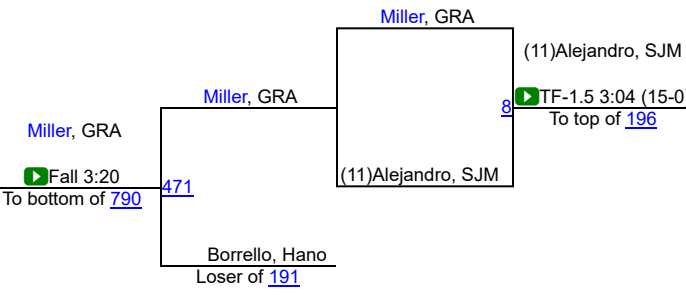 Miller, GRA
(11)Alejandro, SJM
Miller, GRA
8
TF-1.5 3:04 (15-0)
To top of 196
Miller, GRA
Fall 3:20
(11)Alejandro, SJM
471
To bottom of 790
Borrello, Hano
Loser of 191